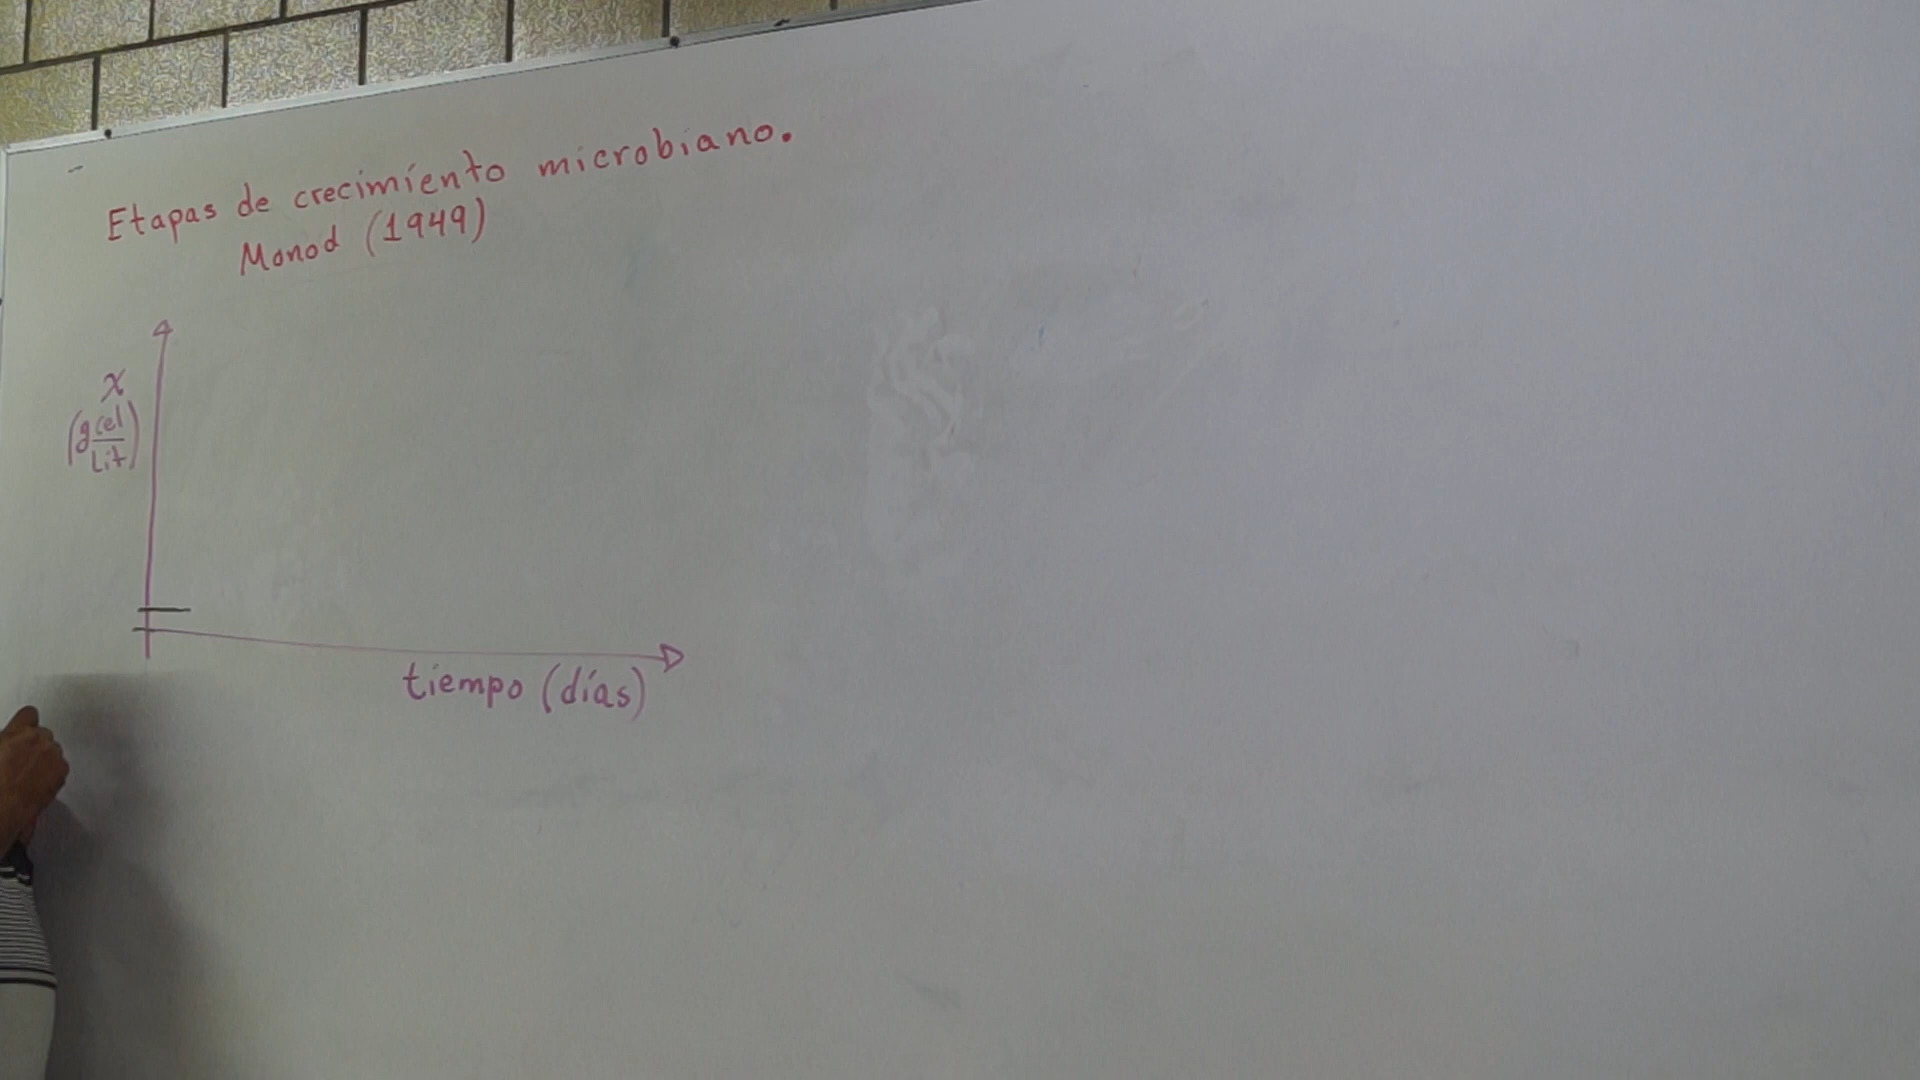 Etapas de crecimiento microbiano.
Monod (1949)
x
(g cel
Lit)
tiempo (días)